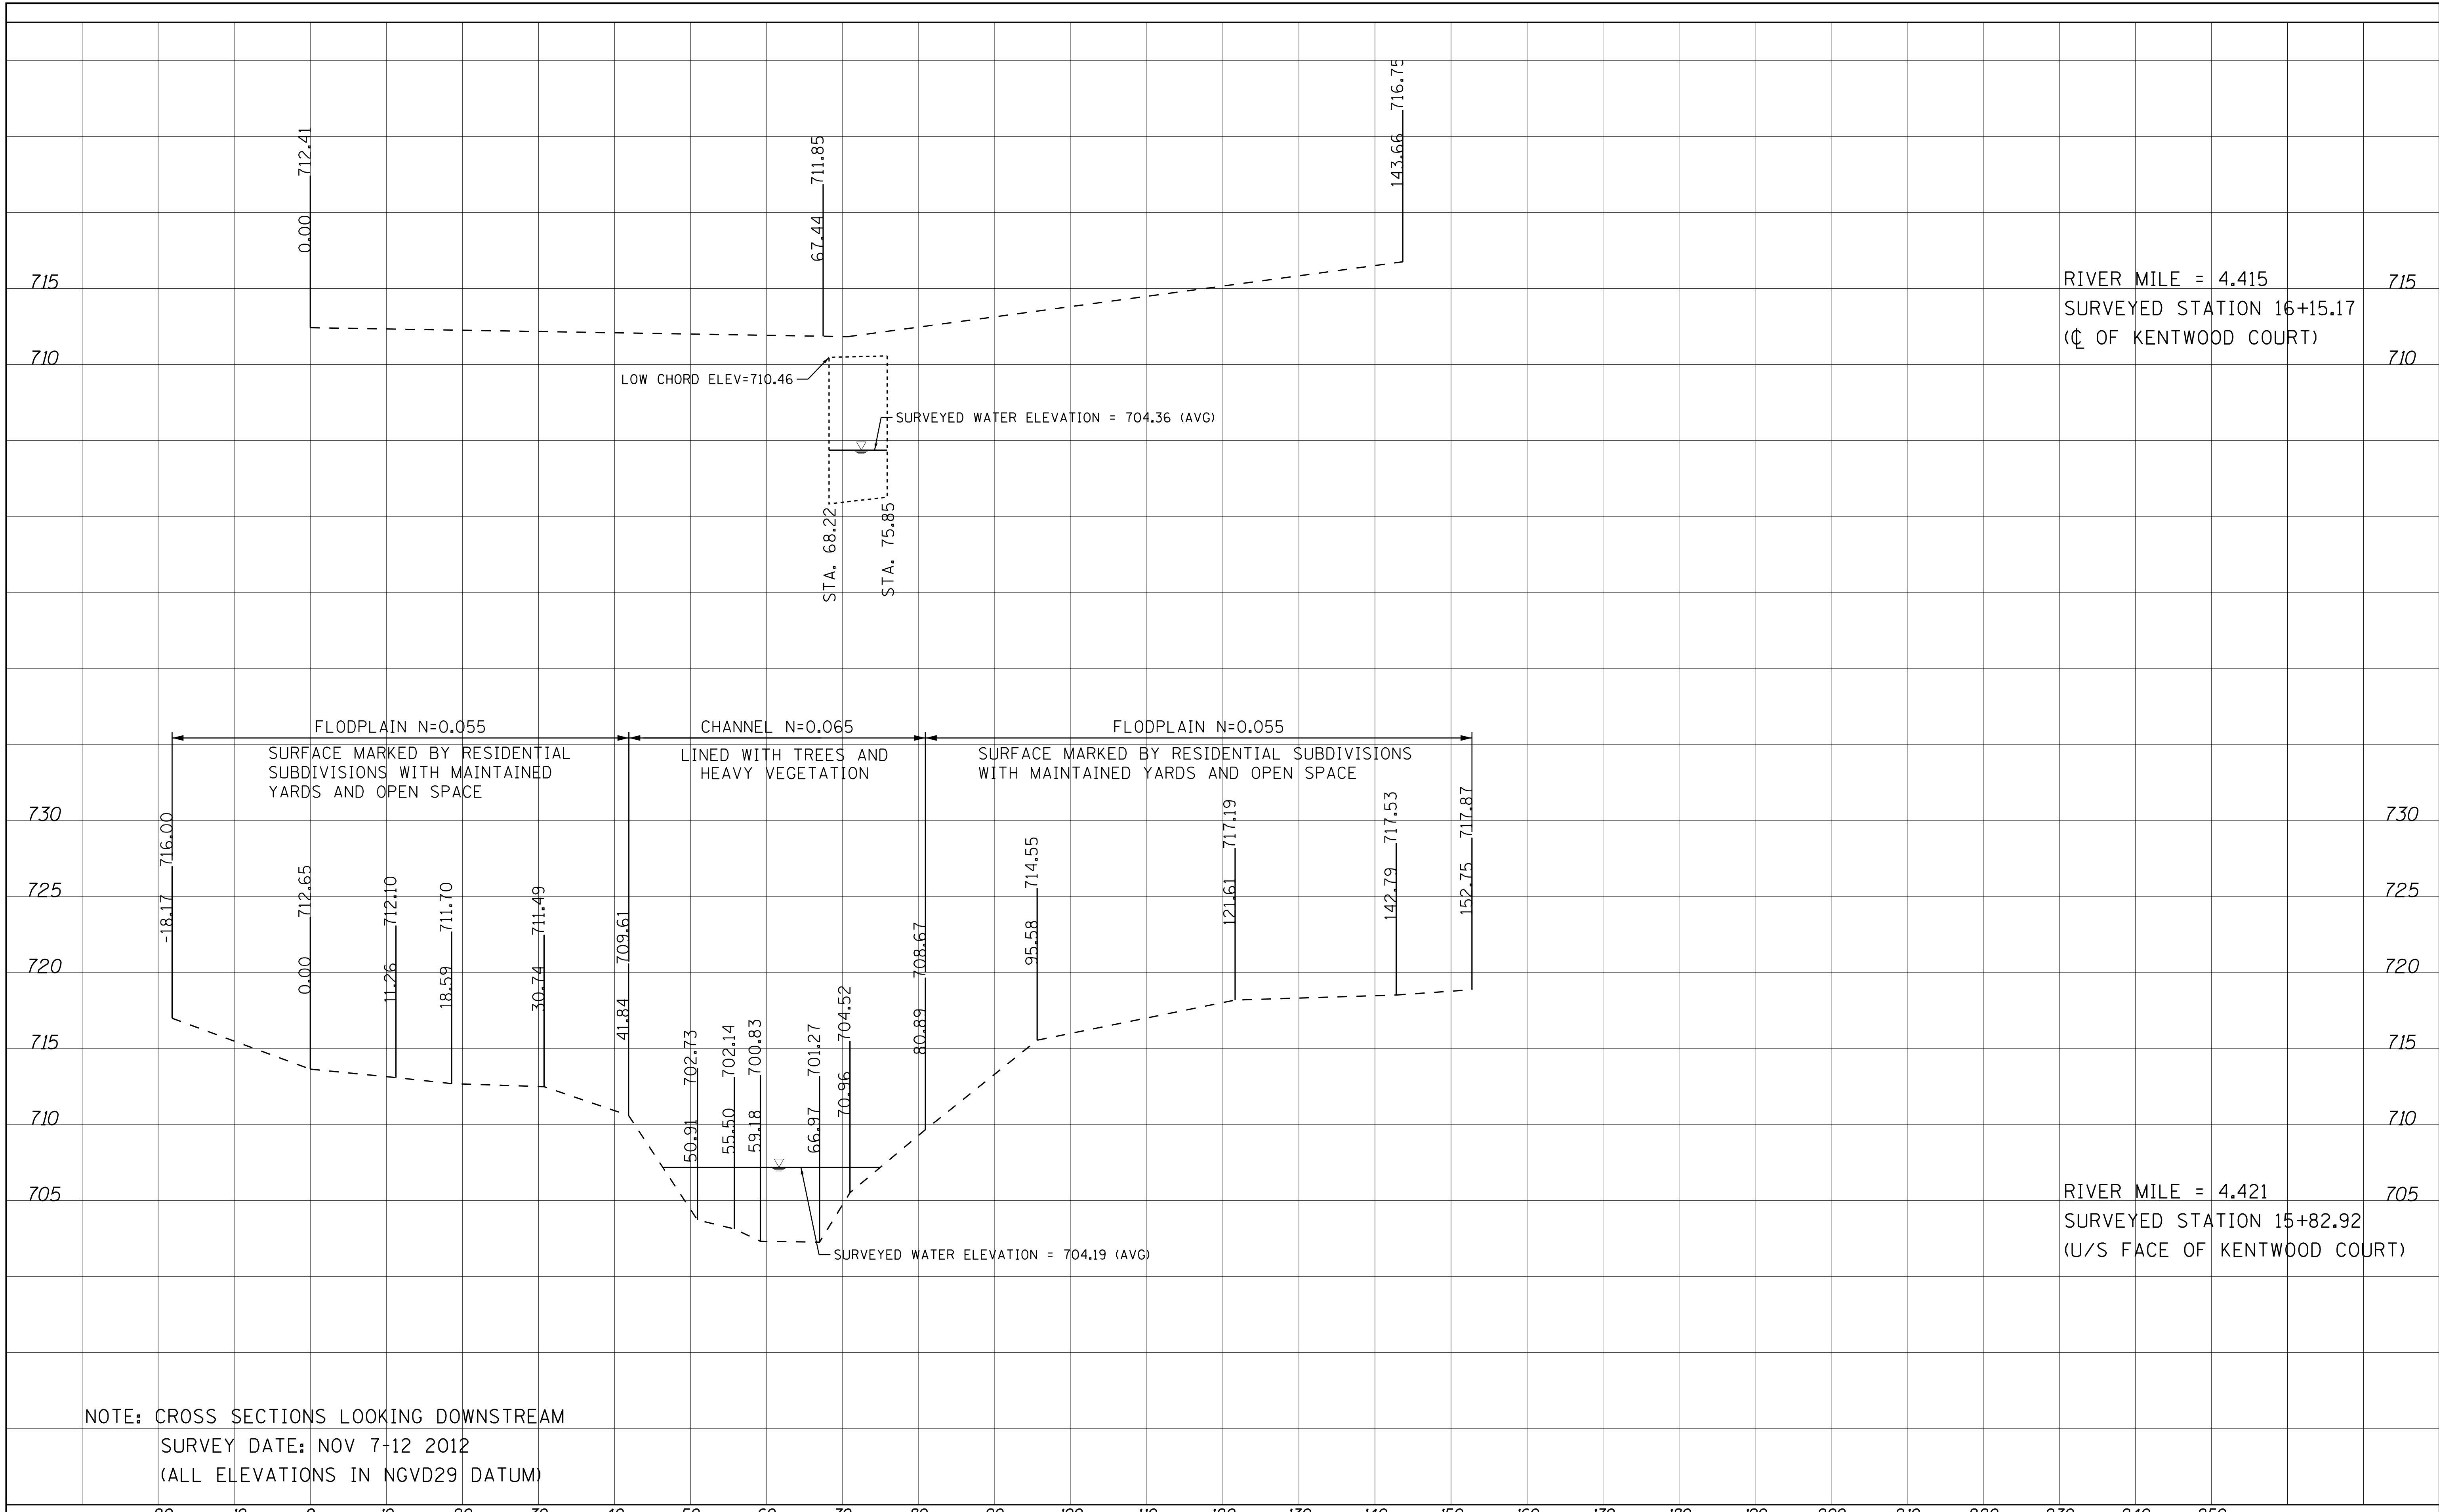 712.41
0.00
711.85
67.44
716.75
143.66
715
RIVER MILE = 4.415
715
SURVEYED STATION 16+15.17
(℄ OF KENTWOOD COURT)
710
710
LOW CHORD ELEV=710.46
SURVEYED WATER ELEVATION = 704.36 (AVG)
STA. 68.22
STA. 75.85
FLODPLAIN N=0.055
CHANNEL N=0.065
FLODPLAIN N=0.055
SURFACE MARKED BY RESIDENTIAL
SUBDIVISIONS WITH MAINTAINED
YARDS AND OPEN SPACE
LINED WITH TREES AND
HEAVY VEGETATION
SURFACE MARKED BY RESIDENTIAL SUBDIVISIONS
WITH MAINTAINED YARDS AND OPEN SPACE
730
730
725
725
720
720
715
715
710
710
705
705
-18.17 716.00
0.00 712.65
11.26 712.10
18.59 711.70
30.74 711.49
41.84 709.61
50.91 702.73
55.50 702.14
59.18 700.83
66.97 701.27
70.96 704.52
80.89 708.67
95.58 714.55
121.61 717.19
142.79 717.53
152.75 717.87
SURVEYED WATER ELEVATION = 704.19 (AVG)
RIVER MILE = 4.421
SURVEYED STATION 15+82.92
(U/S FACE OF KENTWOOD COURT)
NOTE: CROSS SECTIONS LOOKING DOWNSTREAM
SURVEY DATE: NOV 7-12 2012
(ALL ELEVATIONS IN NGVD29 DATUM)